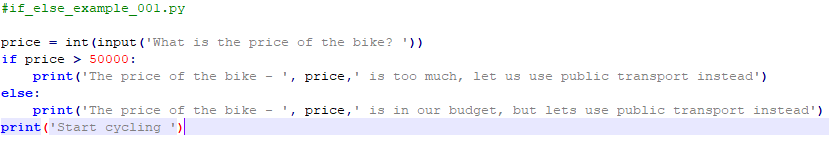 #if_else_example_001.py

price = int(input('What is the price of the bike? '))
if price > 50000:
    print('The price of the bike - ', price,' is too much, let us use public transport instead')
else:
    print('The price of the bike - ', price,' is in our budget, but lets use public transport instead')
print('Start cycling ')